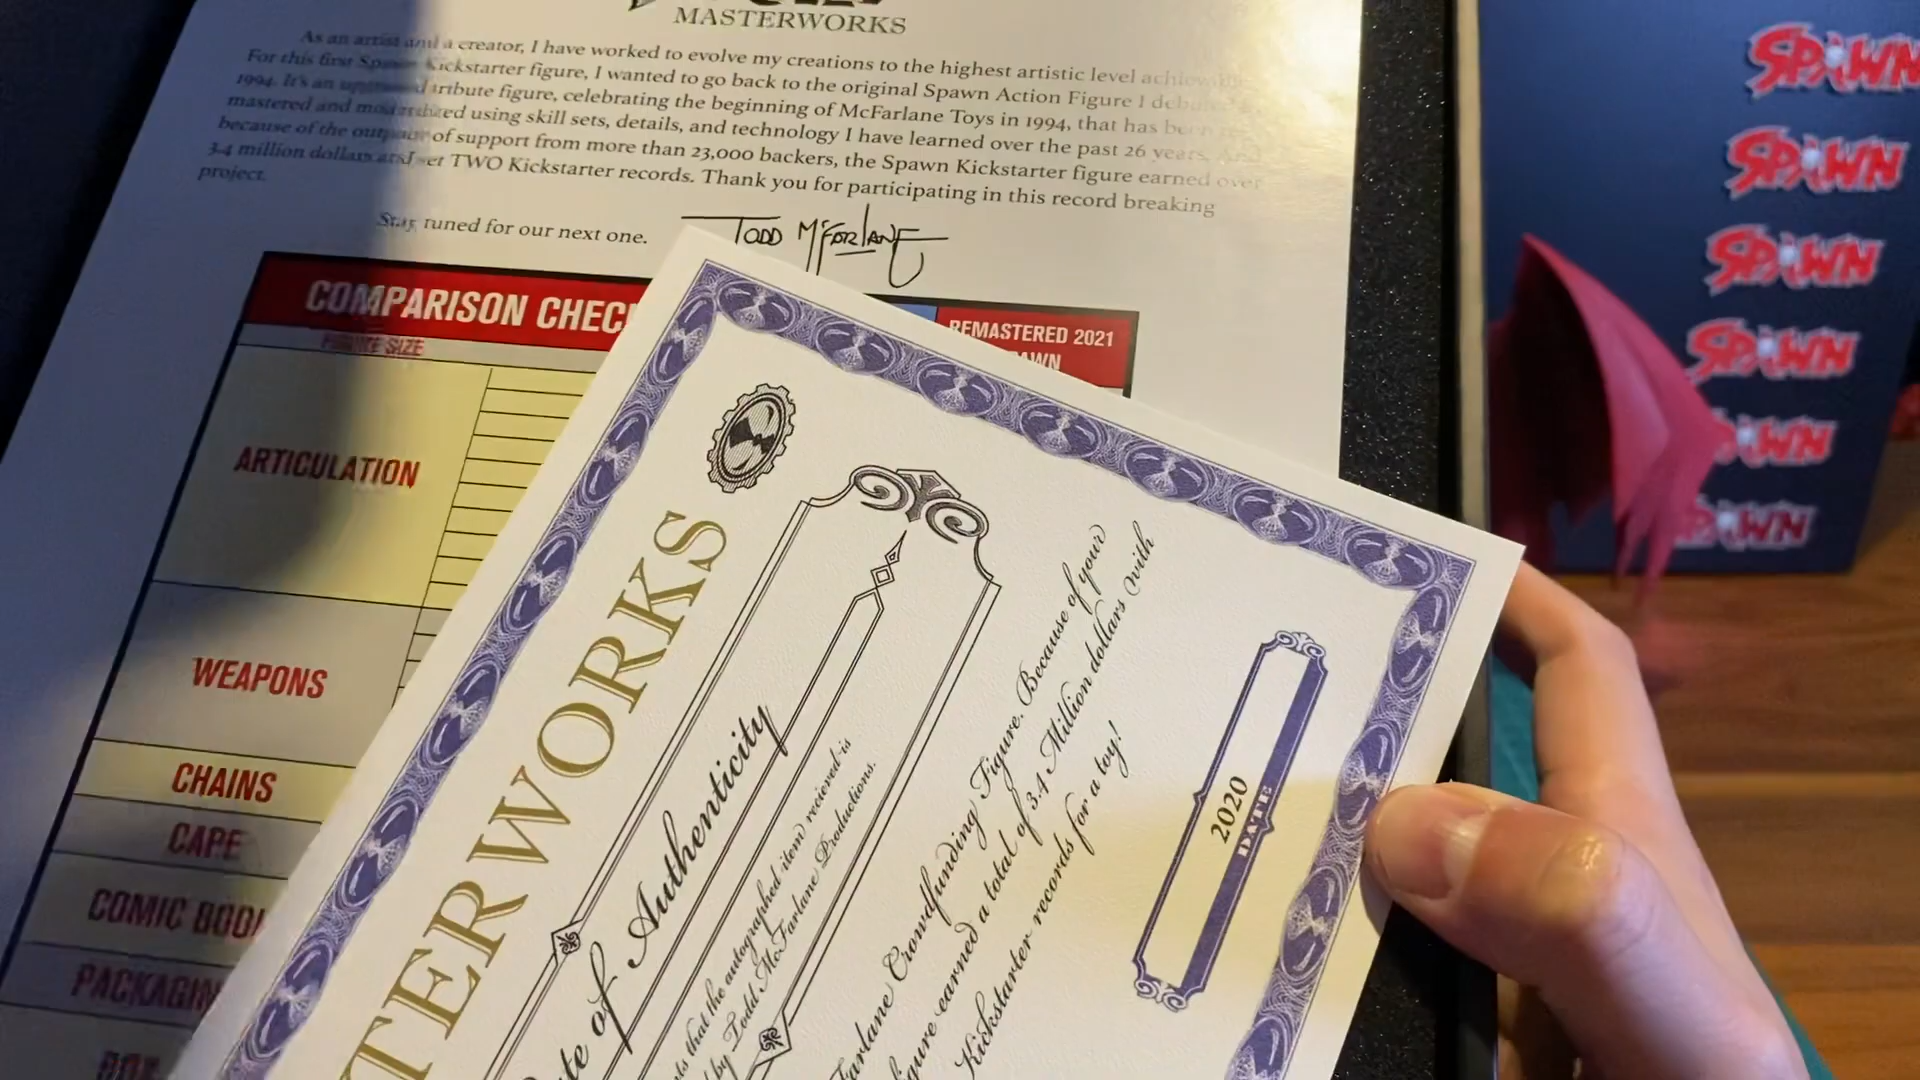 MASTERWORKS
As an artist and a creator, I have worked to evolve my creations to the highest artistic level
For this first Spawn Kickstarter figure, I wanted to go back to the original Spawn Action Figure I
1994. It's an tribute figure, celebrating the beginning of McFarlane Toys in 1994, that has been
mastered and using skill sets, details, and technology I have learned over the past 26 years.
because of the of support from more than 23,000 backers, the Spawn Kickstarter figure earned over
3.4 million dollars and set TWO Kickstarter records. Thank you for participating in this record breaking
project.
Stay tuned for our next one.
TODD McFARLANE
COMPARISON CHEC
REMASTERED 2021
FIGURE SIZE
ARTICULATION
WEAPONS
CHAINS
CAPE
COMIC BOO
PACKAGIN
TERWORKS
te of Authenticity
ts that the autographed item recieved is
by Todd McFarlane Productions.
Farlane Crowdfunding Figure. Because of your
figure earned a total of 3.4 Million dollars with
Kickstarter records for a toy!
2020
DATE
SPAWN
SPAWN
SPAWN
SPAWN
SPAWN
SPAWN